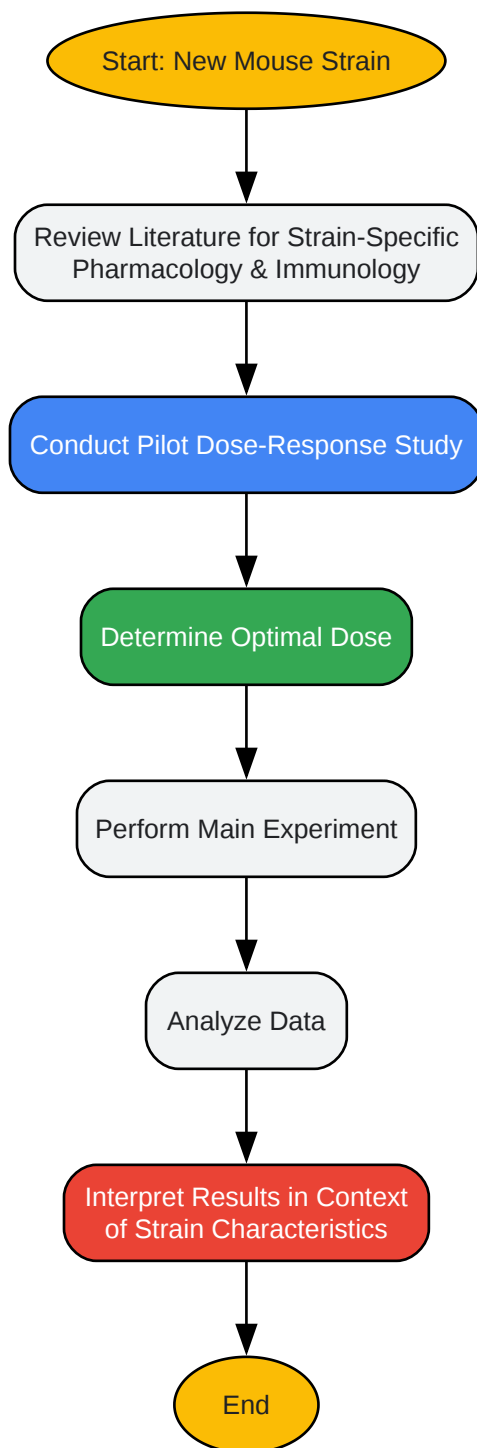 Start: New Mouse Strain
Review Literature for Strain-Specific
Pharmacology & Immunology
Conduct Pilot Dose-Response Study
Determine Optimal Dose
Perform Main Experiment
Analyze Data
Interpret Results in Context
of Strain Characteristics
End